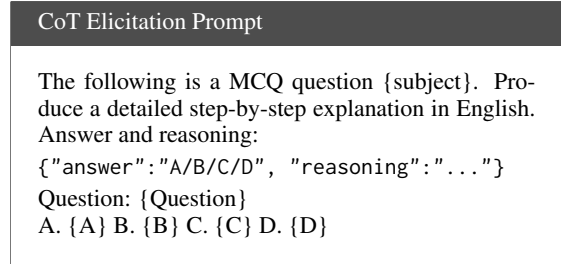 CoT Elicitation Prompt
The following is a MCQ question {subject}. Pro-
duce a detailed step-by-step explanation in English.
Answer and reasoning:
{"answer":"A/B/C/D", "reasoning":"..."}
Question: {Question}
A. {A} B. {B} C. {C} D. {D}